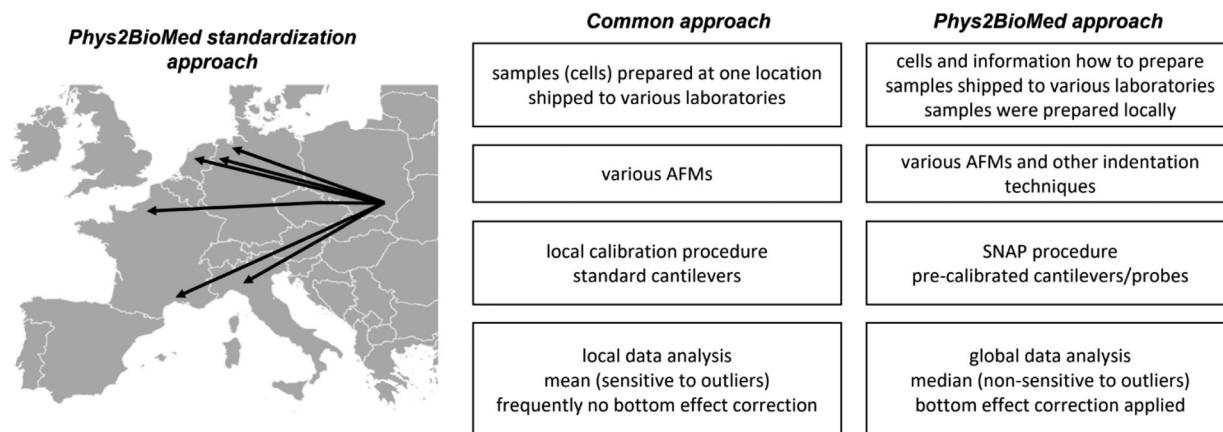 Phys2BioMed standardization
approach
Common approach
samples (cells) prepared at one location
shipped to various laboratories
various AFMs
local calibration procedure
standard cantilevers
local data analysis
mean (sensitive to outliers)
frequently no bottom effect correction
Phys2BioMed approach
cells and information how to prepare
samples shipped to various laboratories
samples were prepared locally
various AFMs and other indentation
techniques
SNAP procedure
pre-calibrated cantilevers/probes
global data analysis
median (non-sensitive to outliers)
bottom effect correction applied